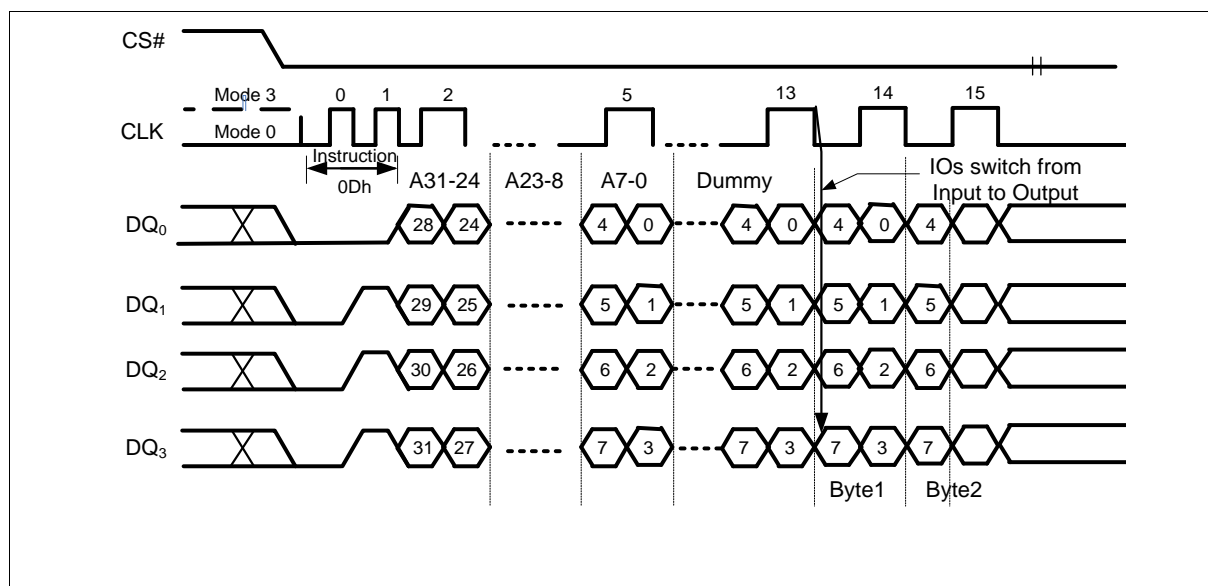 CS#
Mode 3 0 1 2 5 13 14 15
CLK
Mode 0
Instruction
0Dh
A31-24 A23-8 A7-0 Dummy
IOs switch from
Input to Output
DQ0 28 24 4 0 4 0 4 0 4
DQ1 29 25 5 1 5 1 5 1 5
DQ2 30 26 6 2 6 2 6 2 6
DQ3 31 27 7 3 7 3 7 3 7
Byte1 Byte2